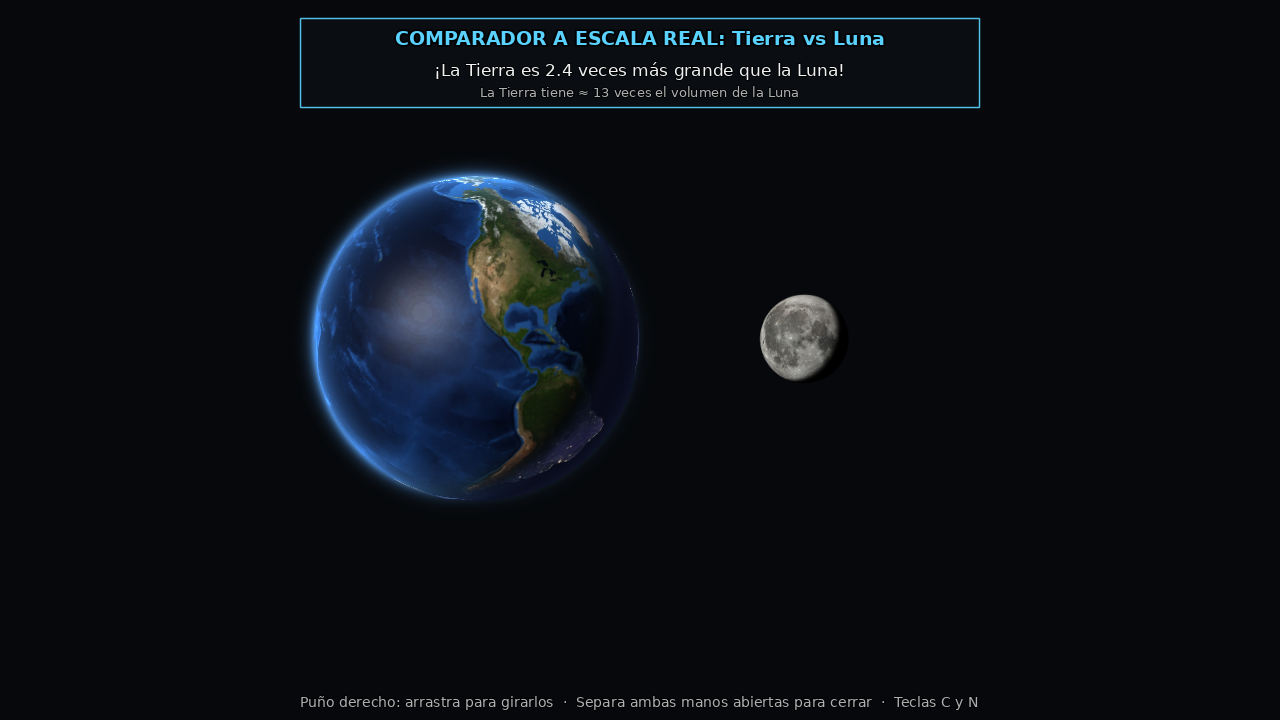 COMPARADOR A ESCALA REAL: Tierra vs Luna
¡La Tierra es 2.4 veces más grande que la Luna!
La Tierra tiene ≈ 13 veces el volumen de la Luna
Puño derecho: arrastra para girarlos · Separa ambas manos abiertas para cerrar · Teclas C y N